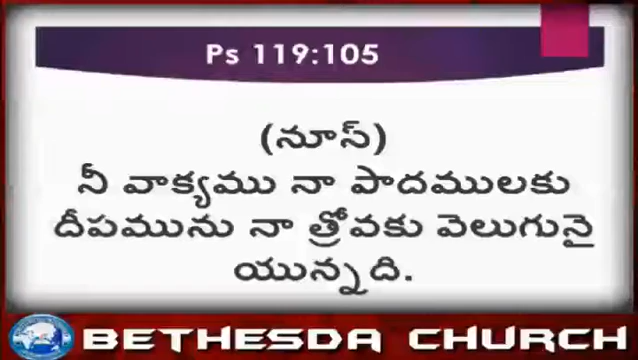 Ps 119:105
(నూన్)
నీ వాక్యము నా పాదములకు
దీపమును నా త్రోవకు వెలుగునై
యున్నది.
BETHESDA CHURCH